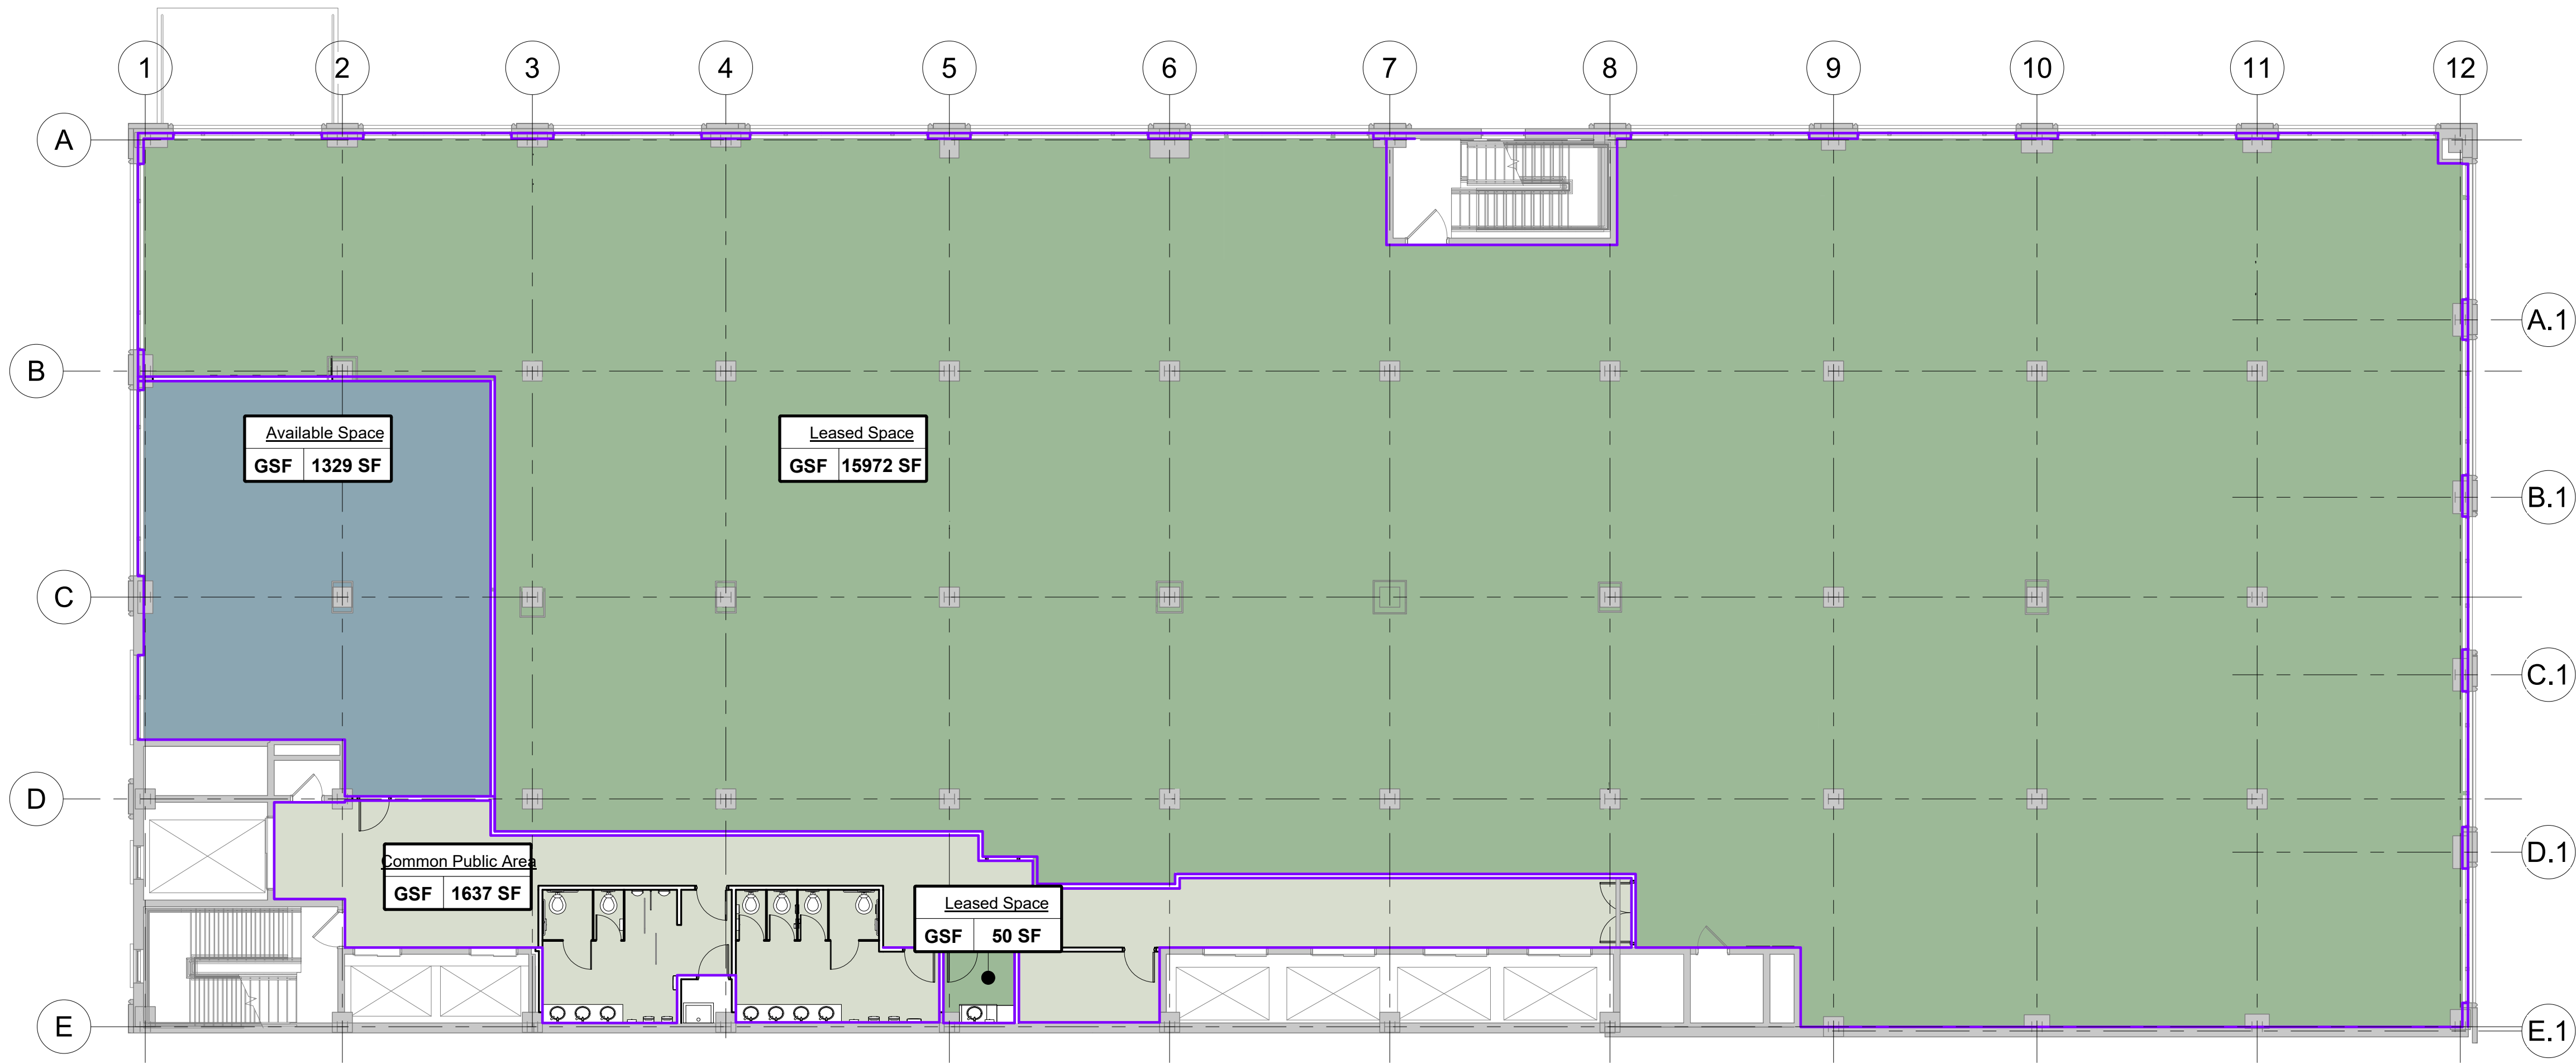 1 2 3 4 5 6 7 8 9 10 11 12
A
A.1
B
Available Space
GSF 1329 SF
Leased Space
GSF 15972 SF
B.1
C
C.1
D
D.1
Common Public Area
GSF 1637 SF
Leased Space
GSF 50 SF
E
E.1